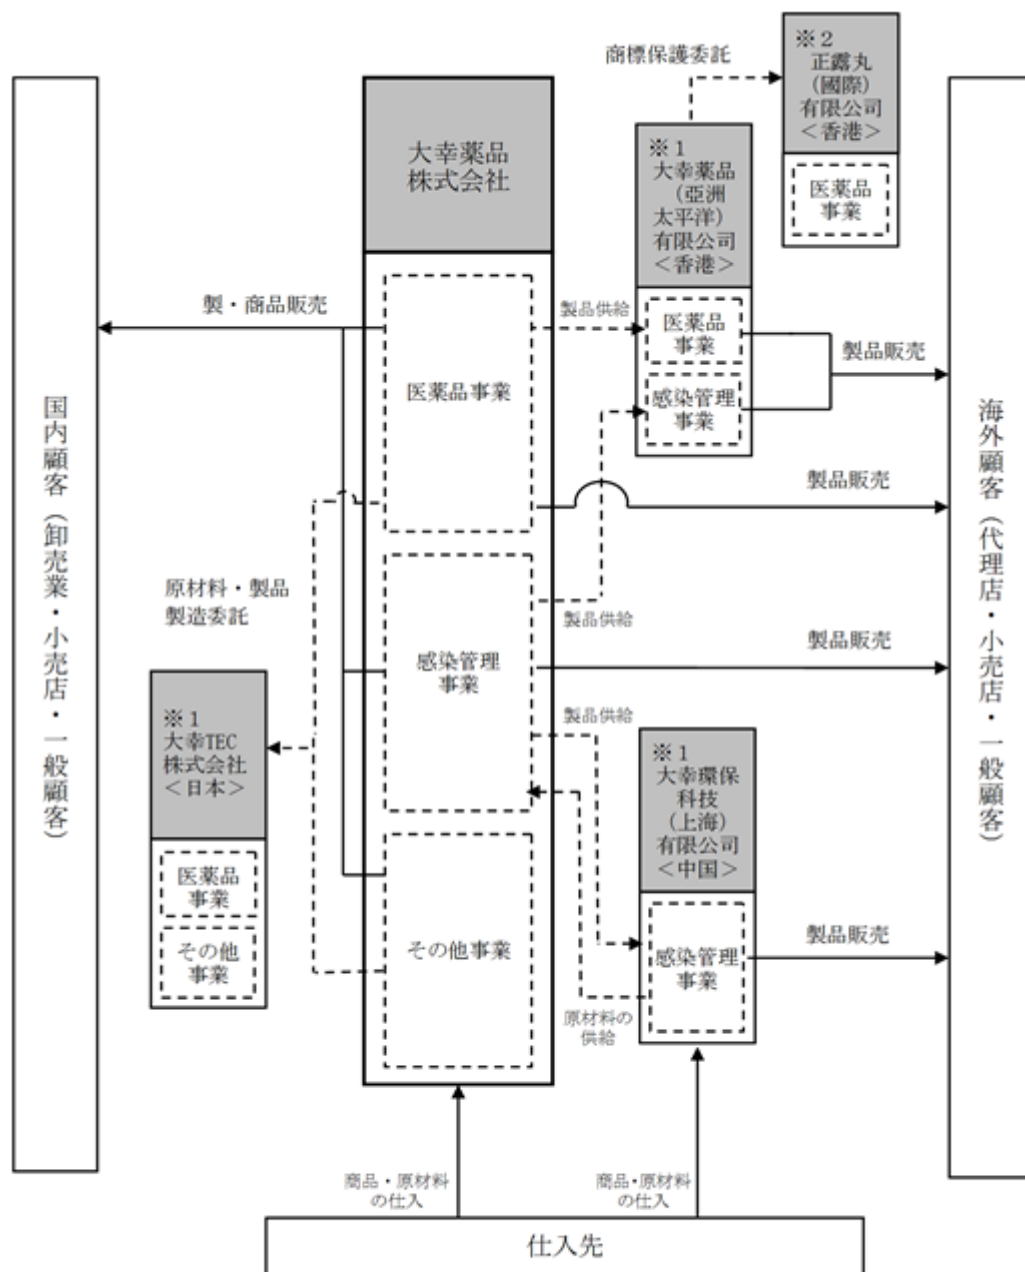 国内顧客（卸売業・小売店・一般顧客）
製・商品販売
原材料・製品
製造委託
※１
大幸TEC
株式会社
＜日本＞
医薬品
事業
その他
事業
大幸薬品
株式会社
医薬品事業
感染管理
事業
その他事業
商標保護委託
※２
正露丸
（國際）
有限公司
＜香港＞
医薬品
事業
※１
大幸薬品
（亞洲
太平洋）
有限公司
＜香港＞
医薬品
事業
感染管理
事業
製品供給
製品販売
製品販売
製品供給
製品販売
製品供給
※１
大幸環保
科技
（上海）
有限公司
＜中国＞
感染管理
事業
製品販売
原材料の
供給
海外顧客（代理店・小売店・一般顧客）
商品・原材料
の仕入
商品・原材料
の仕入
仕入先